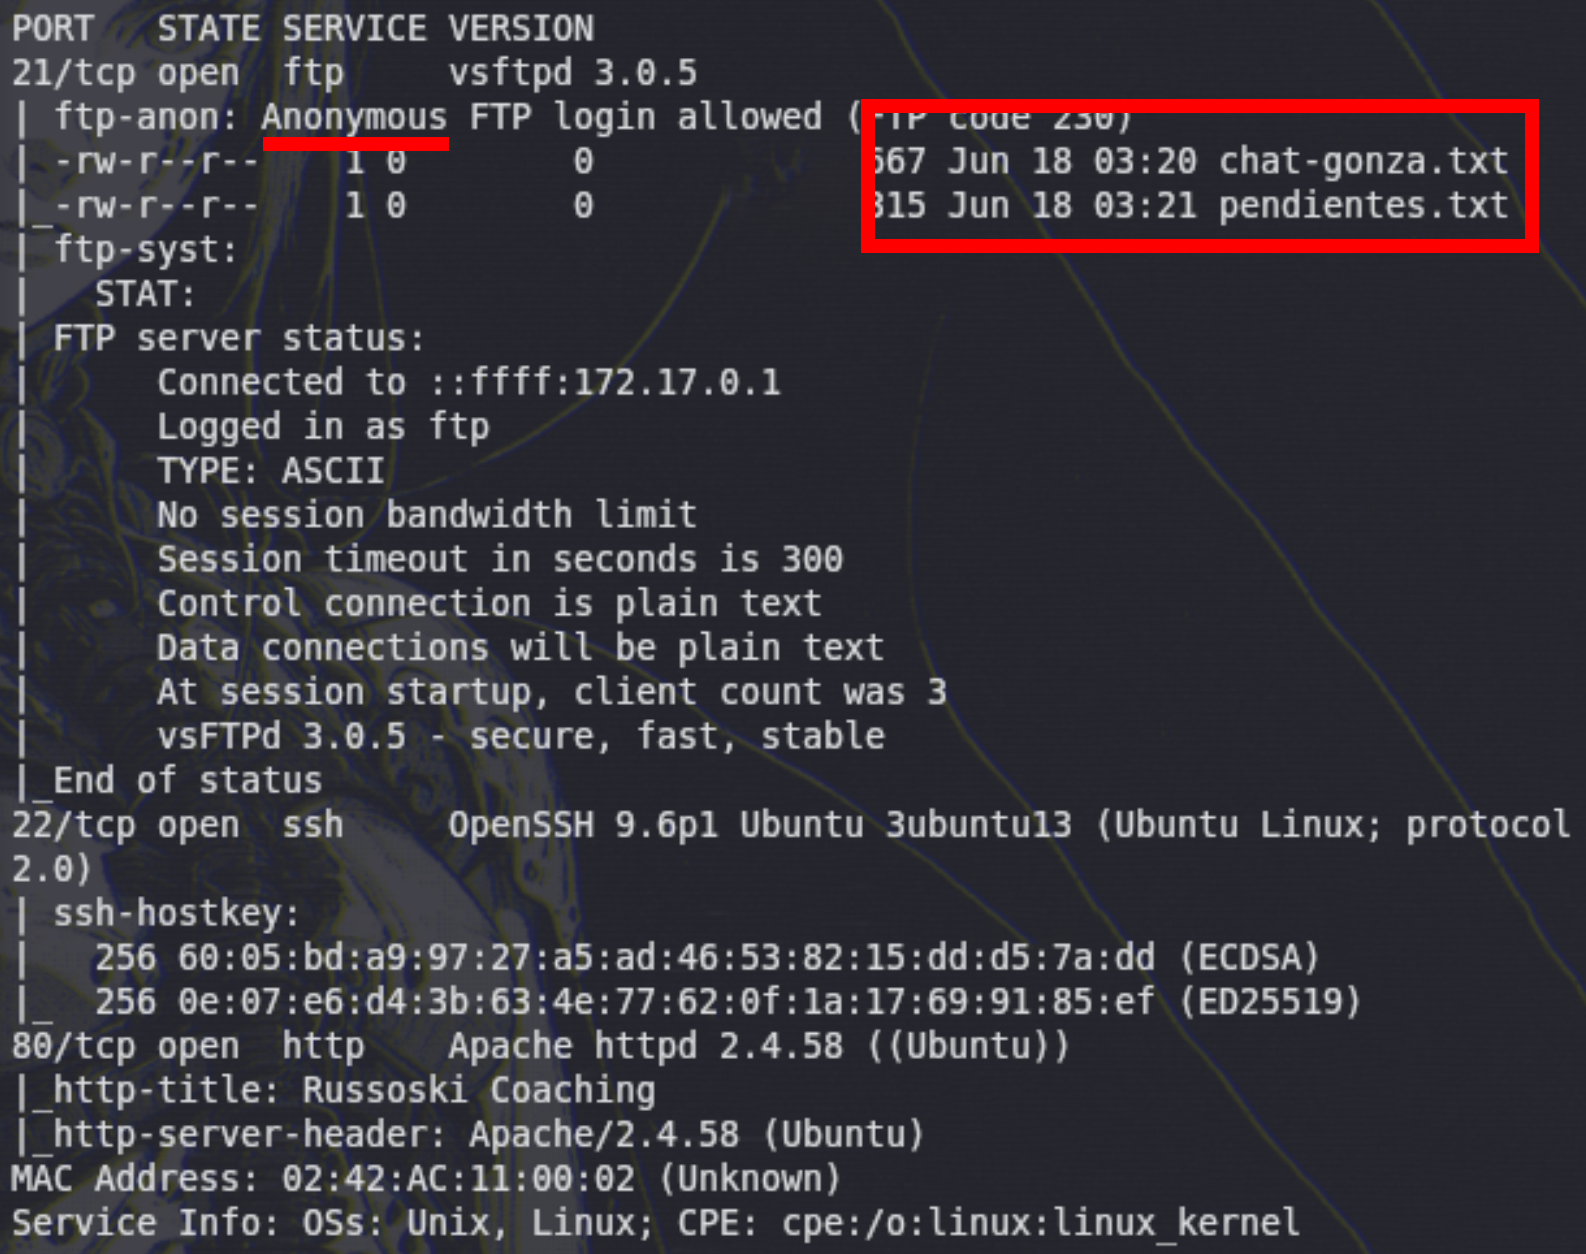 PORT   STATE SERVICE VERSION
21/tcp open  ftp     vsftpd 3.0.5
| ftp-anon: Anonymous FTP login allowed (FTP code 230)
| -rw-r--r--    1 0        0             667 Jun 18 03:20 chat-gonza.txt
|_-rw-r--r--    1 0        0             315 Jun 18 03:21 pendientes.txt
| ftp-syst:
|   STAT:
| FTP server status:
|      Connected to ::ffff:172.17.0.1
|      Logged in as ftp
|      TYPE: ASCII
|      No session bandwidth limit
|      Session timeout in seconds is 300
|      Control connection is plain text
|      Data connections will be plain text
|      At session startup, client count was 3
|      vsFTPd 3.0.5 - secure, fast, stable
|_End of status
22/tcp open  ssh     OpenSSH 9.6p1 Ubuntu 3ubuntu13 (Ubuntu Linux; protocol
2.0)
| ssh-hostkey:
|   256 60:05:bd:a9:97:27:a5:ad:46:53:82:15:dd:d5:7a:dd (ECDSA)
|_  256 0e:07:e6:d4:3b:63:4e:77:62:0f:1a:17:69:91:85:ef (ED25519)
80/tcp open  http    Apache httpd 2.4.58 ((Ubuntu))
|_http-title: Russoski Coaching
|_http-server-header: Apache/2.4.58 (Ubuntu)
MAC Address: 02:42:AC:11:00:02 (Unknown)
Service Info: OSs: Unix, Linux; CPE: cpe:/o:linux:linux_kernel